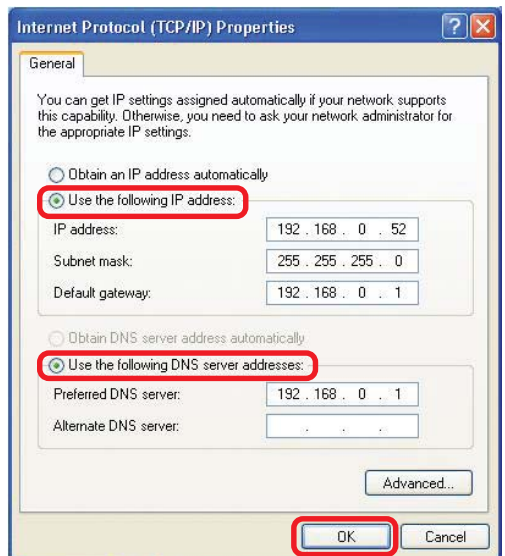 Internet Protocol (TCP/IP) Properties
General
You can get IP settings assigned automatically if your network supports
this capability. Otherwise, you need to ask your network administrator for
the appropriate IP settings.
Obtain an IP address automatically
Use the following IP address:
IP address: 192 . 168 . 0 . 52
Subnet mask: 255 . 255 . 255 . 0
Default gateway: 192 . 168 . 0 . 1
Obtain DNS server address automatically
Use the following DNS server addresses:
Preferred DNS server: 192 . 168 . 0 . 1
Alternate DNS server: . . .
Advanced...
OK Cancel